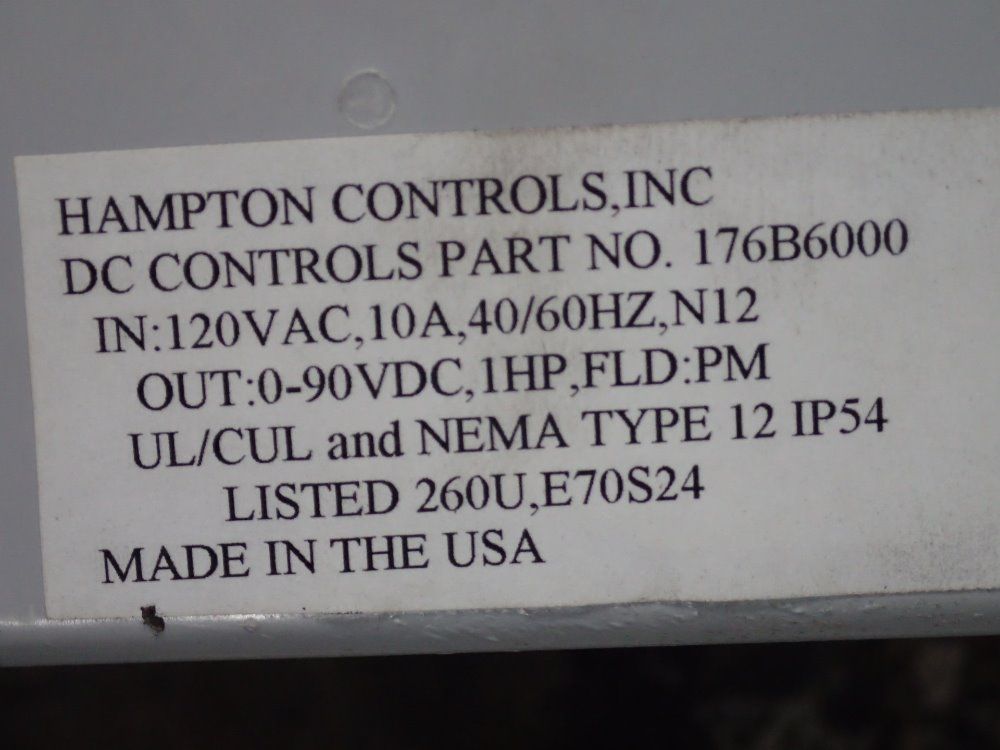 HAMPTON CONTROLS,INC
DC CONTROLS PART NO. 176B6000
IN:120VAC,10A,40/60HZ,N12
OUT:0-90VDC,1HP,FLD:PM
UL/CUL and NEMA TYPE 12 IP54
LISTED 260U,E70S24
MADE IN THE USA